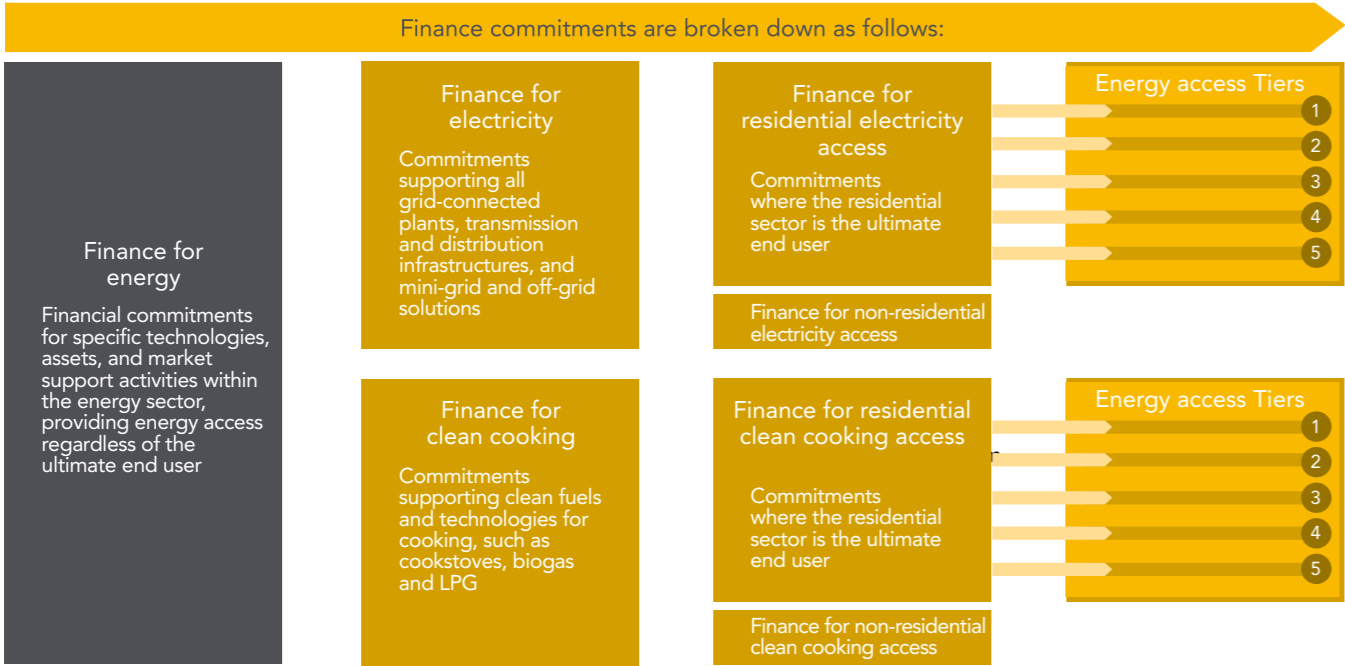 Finance commitments are broken down as follows:
Finance for
energy
Financial commitments
for specific technologies,
assets, and market
support activities within
the energy sector,
providing energy access
regardless of the
ultimate end user
Finance for
electricity
Commitments
supporting all
grid-connected
plants, transmission
and distribution
infrastructures, and
mini-grid and off-grid
solutions
Finance for
residential electricity
access
Commitments
where the residential
sector is the ultimate
end user
Finance for non-residential
electricity access
Energy access Tiers
1
2
3
4
5
Finance for
clean cooking
Commitments
supporting clean fuels
and technologies for
cooking, such as
cookstoves, biogas
and LPG
Finance for residential
clean cooking access
r
Commitments
where the residential
sector is the ultimate
end user
Finance for non-residential
clean cooking access
Energy access Tiers
1
2
3
4
5